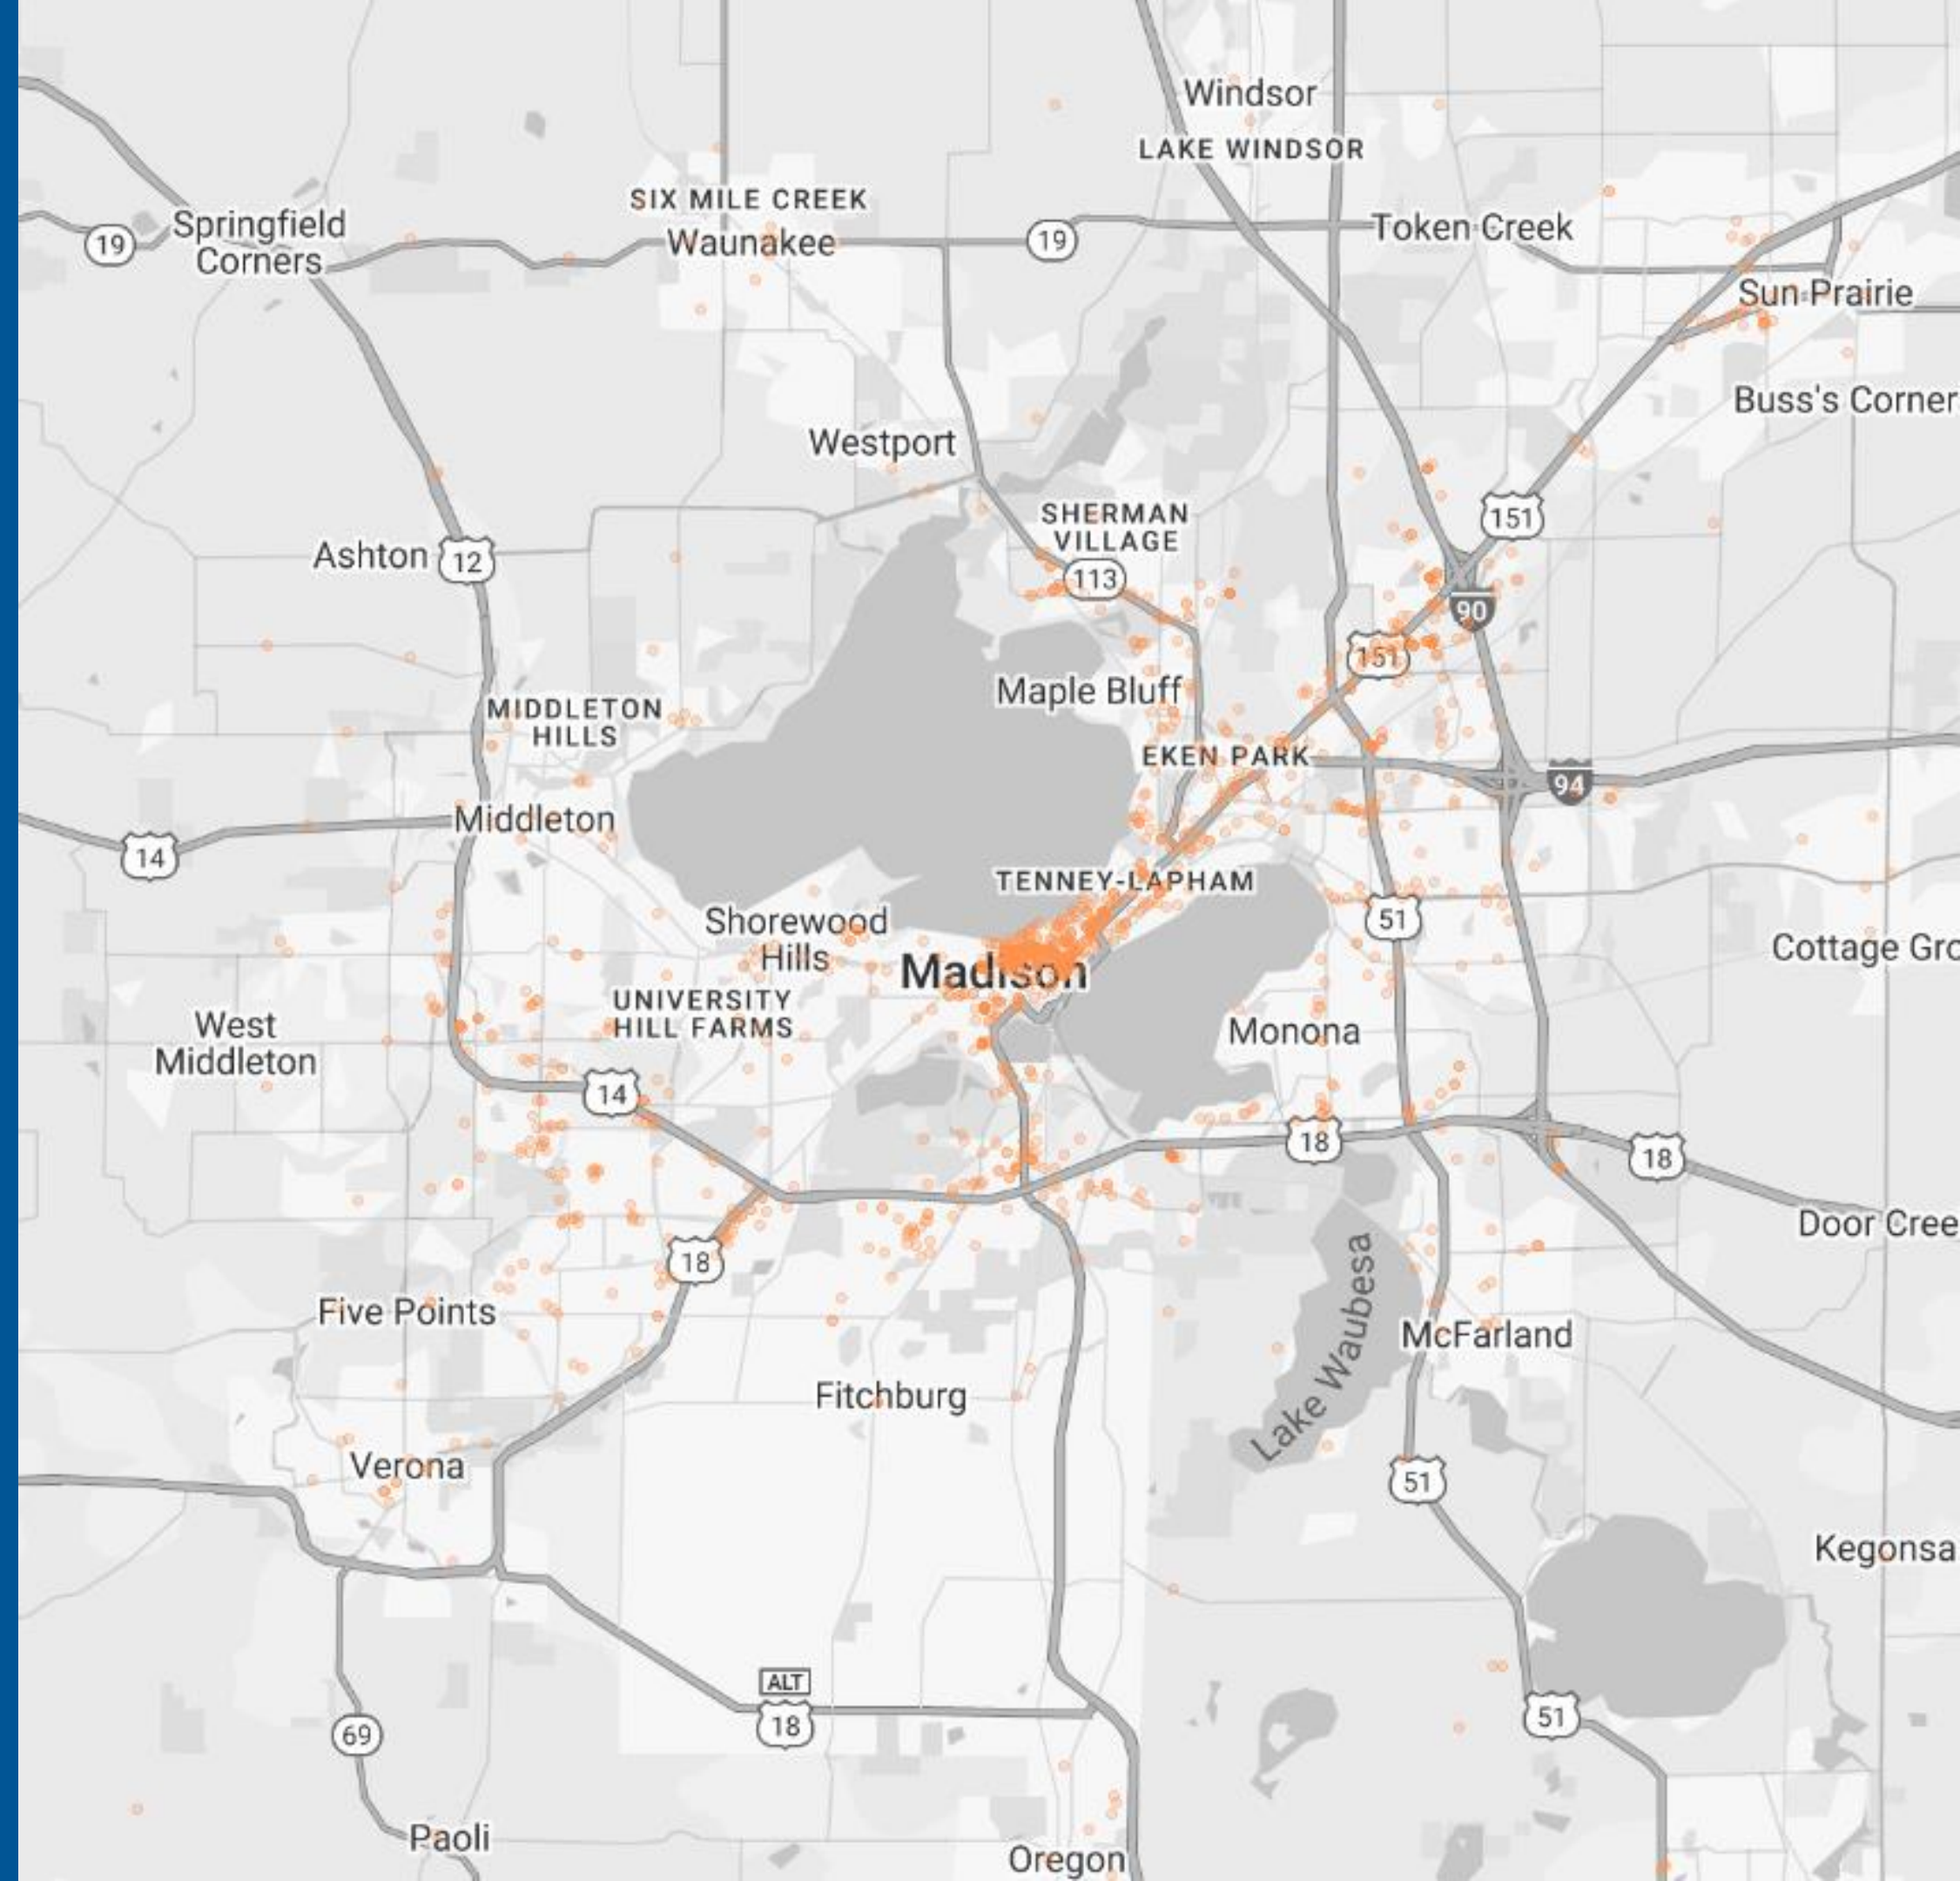 Windsor
LAKE WINDSOR
SIX MILE CREEK
Springfield
Corners
19
Waunakee
19
Token Creek
Sun Prairie
Buss's Corner
Westport
SHERMAN
VILLAGE
151
Ashton
12
113
90
151
Maple Bluff
MIDDLETON
HILLS
EKEN PARK
94
Middleton
14
TENNEY-LAPHAM
Shorewood
Hills
51
Madison
Cottage Gro
UNIVERSITY
HILL FARMS
West
Middleton
Monona
14
18
18
Door Cree
18
Five Points
Lake Waubesa
McFarland
Fitchburg
Verona
51
Kegonsa
ALT
18
51
69
Paoli
Oregon